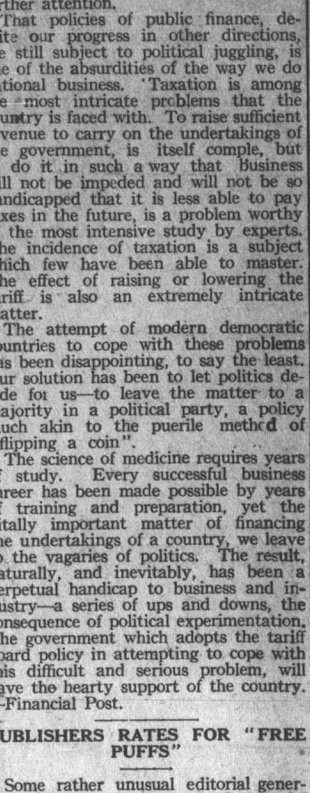 rther attention.
That policies of public finance, de-
ite our progress in other directions,
e still subject to political juggling, is
e of the absurdities of the way we do
tional business. Taxation is among
e most intricate problems that the
untry is faced with. To raise sufficient
venue to carry on the undertakings of
e government, is itself comple, but
do it in such a way that business
ill not be impeded and will not be so
andicapped that it is less able to pay
xes in the future, is a problem worthy
the most intensive study by experts.
he incidence of taxation is a subject
hich few have been able to master.
he effect of raising or lowering the
riff is also an extremely intricate
atter.
The attempt of modern democratic
ountries to cope with these problems
as been disappointing, to say the least.
ur solution has been to let politics de-
de for us—to leave the matter to a
ajority in a political party, a policy
uch akin to the puerile method of
flipping a coin".
The science of medicine requires years
f study. Every successful business
areer has been made possible by years
f training and preparation, yet the
itally important matter of financing
he undertakings of a country, we leave
o the vagaries of politics. The result,
aturally, and inevitably, has been a
erpetual handicap to business and in-
ustry—a series of ups and downs, the
onsequence of political experimentation.
he government which adopts the tariff
oard policy in attempting to cope with
is difficult and serious problem, will
ave the hearty support of the country.
-Financial Post.
UBLISHERS RATES FOR "FREE
PUFFS"
Some rather unusual editorial gener-